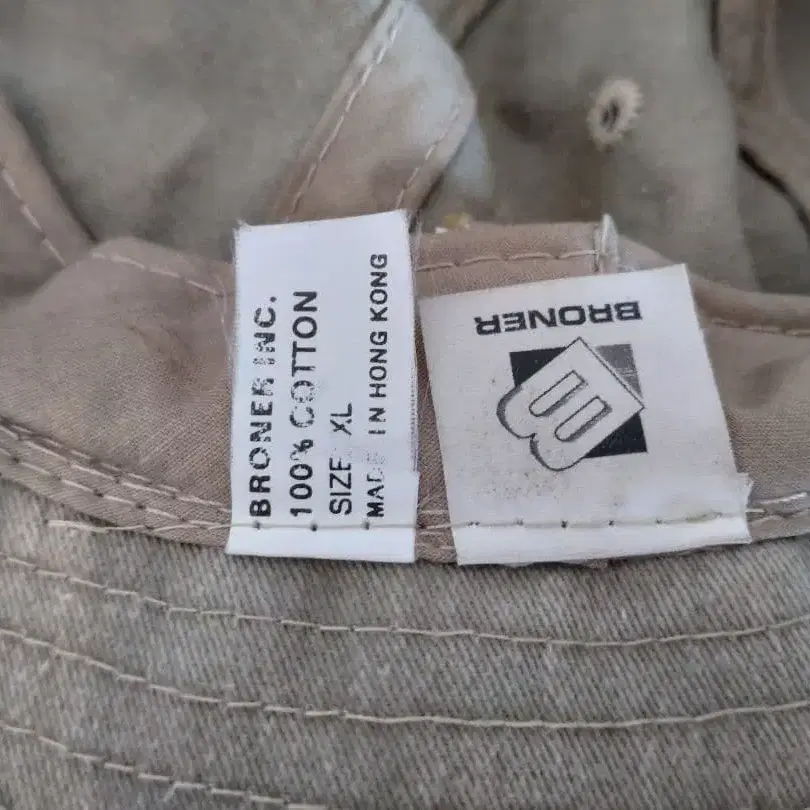 BRONER INC.
100% COTTON
SIZE XL
MADE IN HONG KONG
BRONER
B